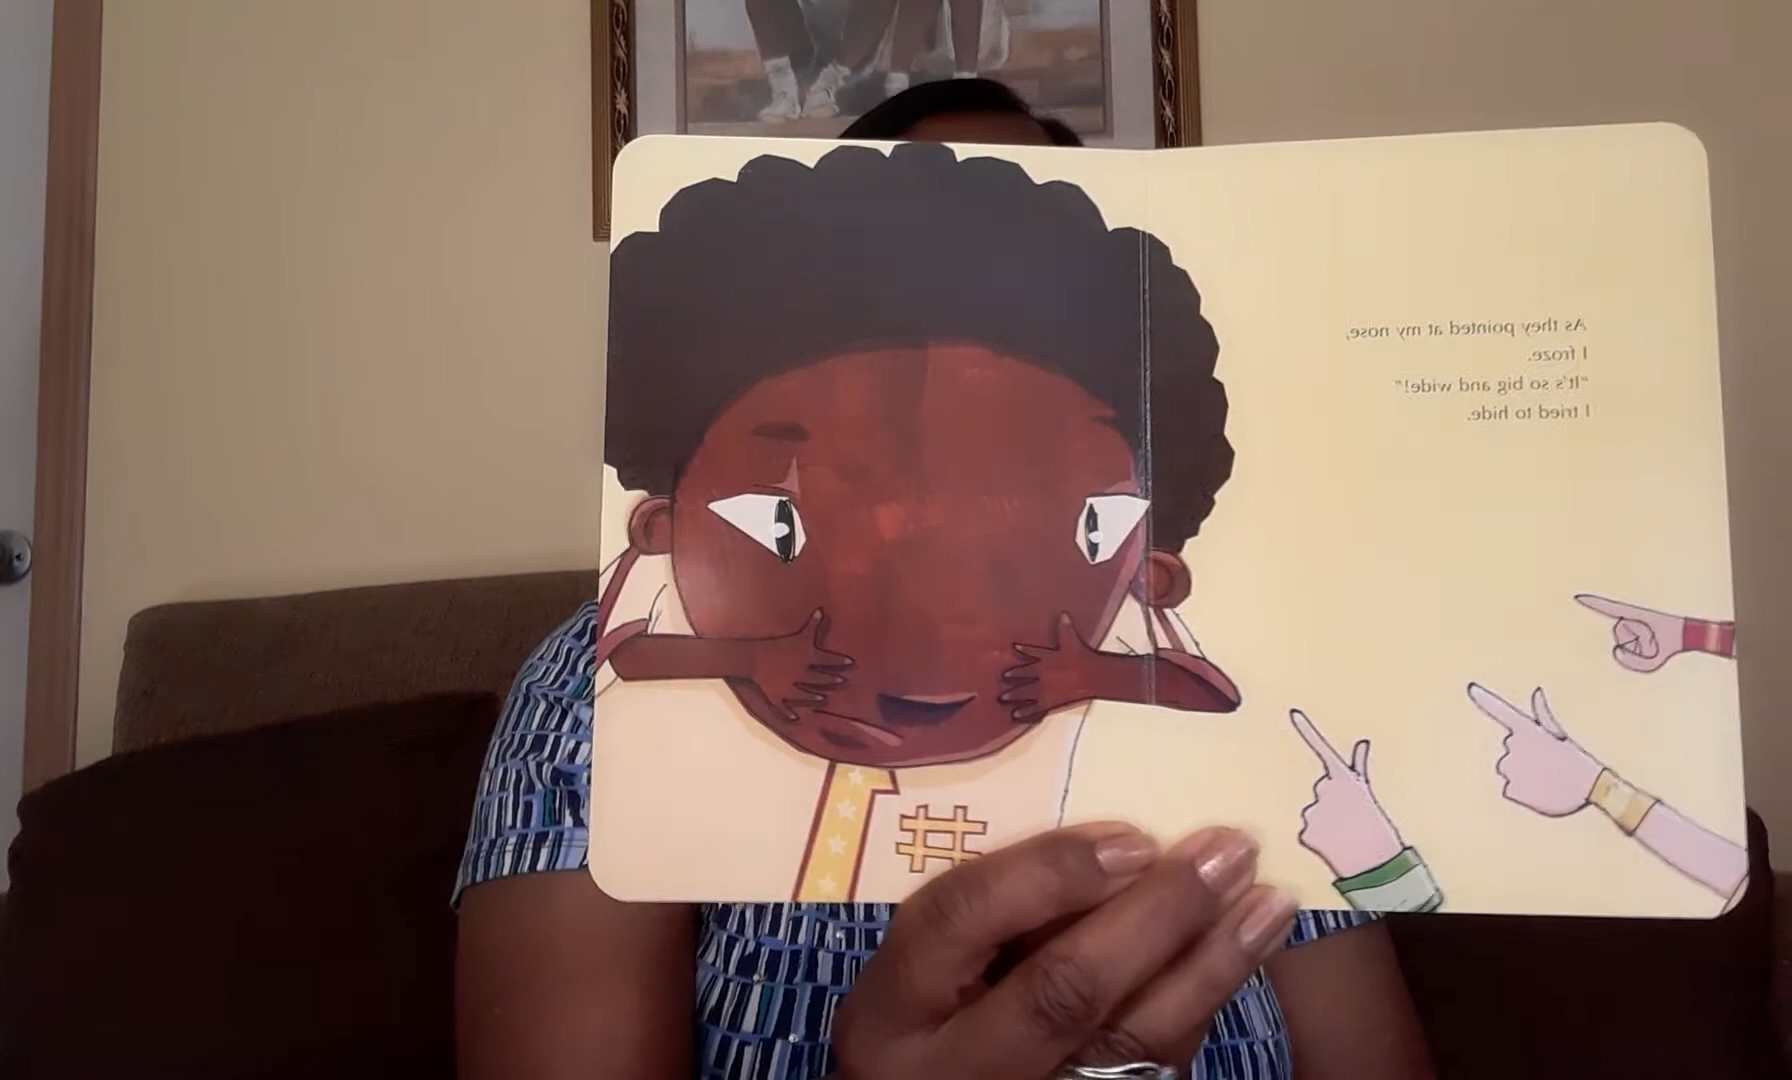 As they pointed at my nose,
I froze.
"It's so big and wide!"
I tried to hide.
#